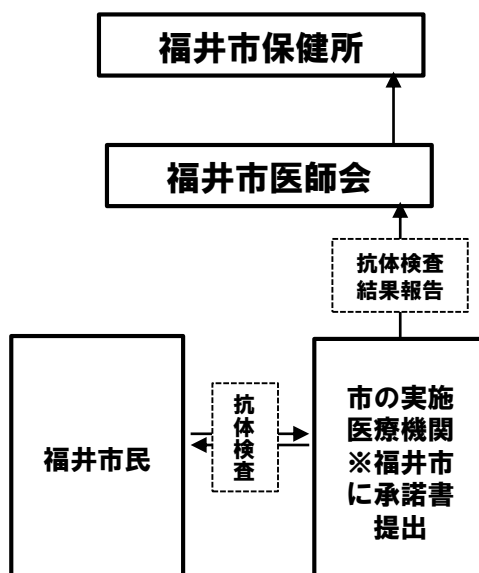 福井市保健所
福井市医師会
抗体検査
結果報告
福井市民
抗体検査
市の実施
医療機関
※福井市
に承諾書
提出